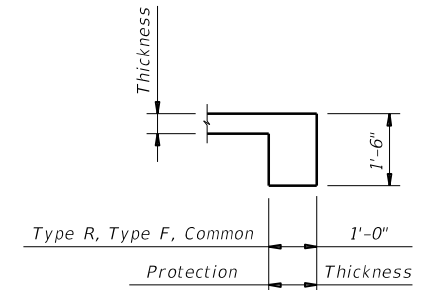 Thickness
1'-6"
Type R, Type F, Common 1'-0"
Protection Thickness